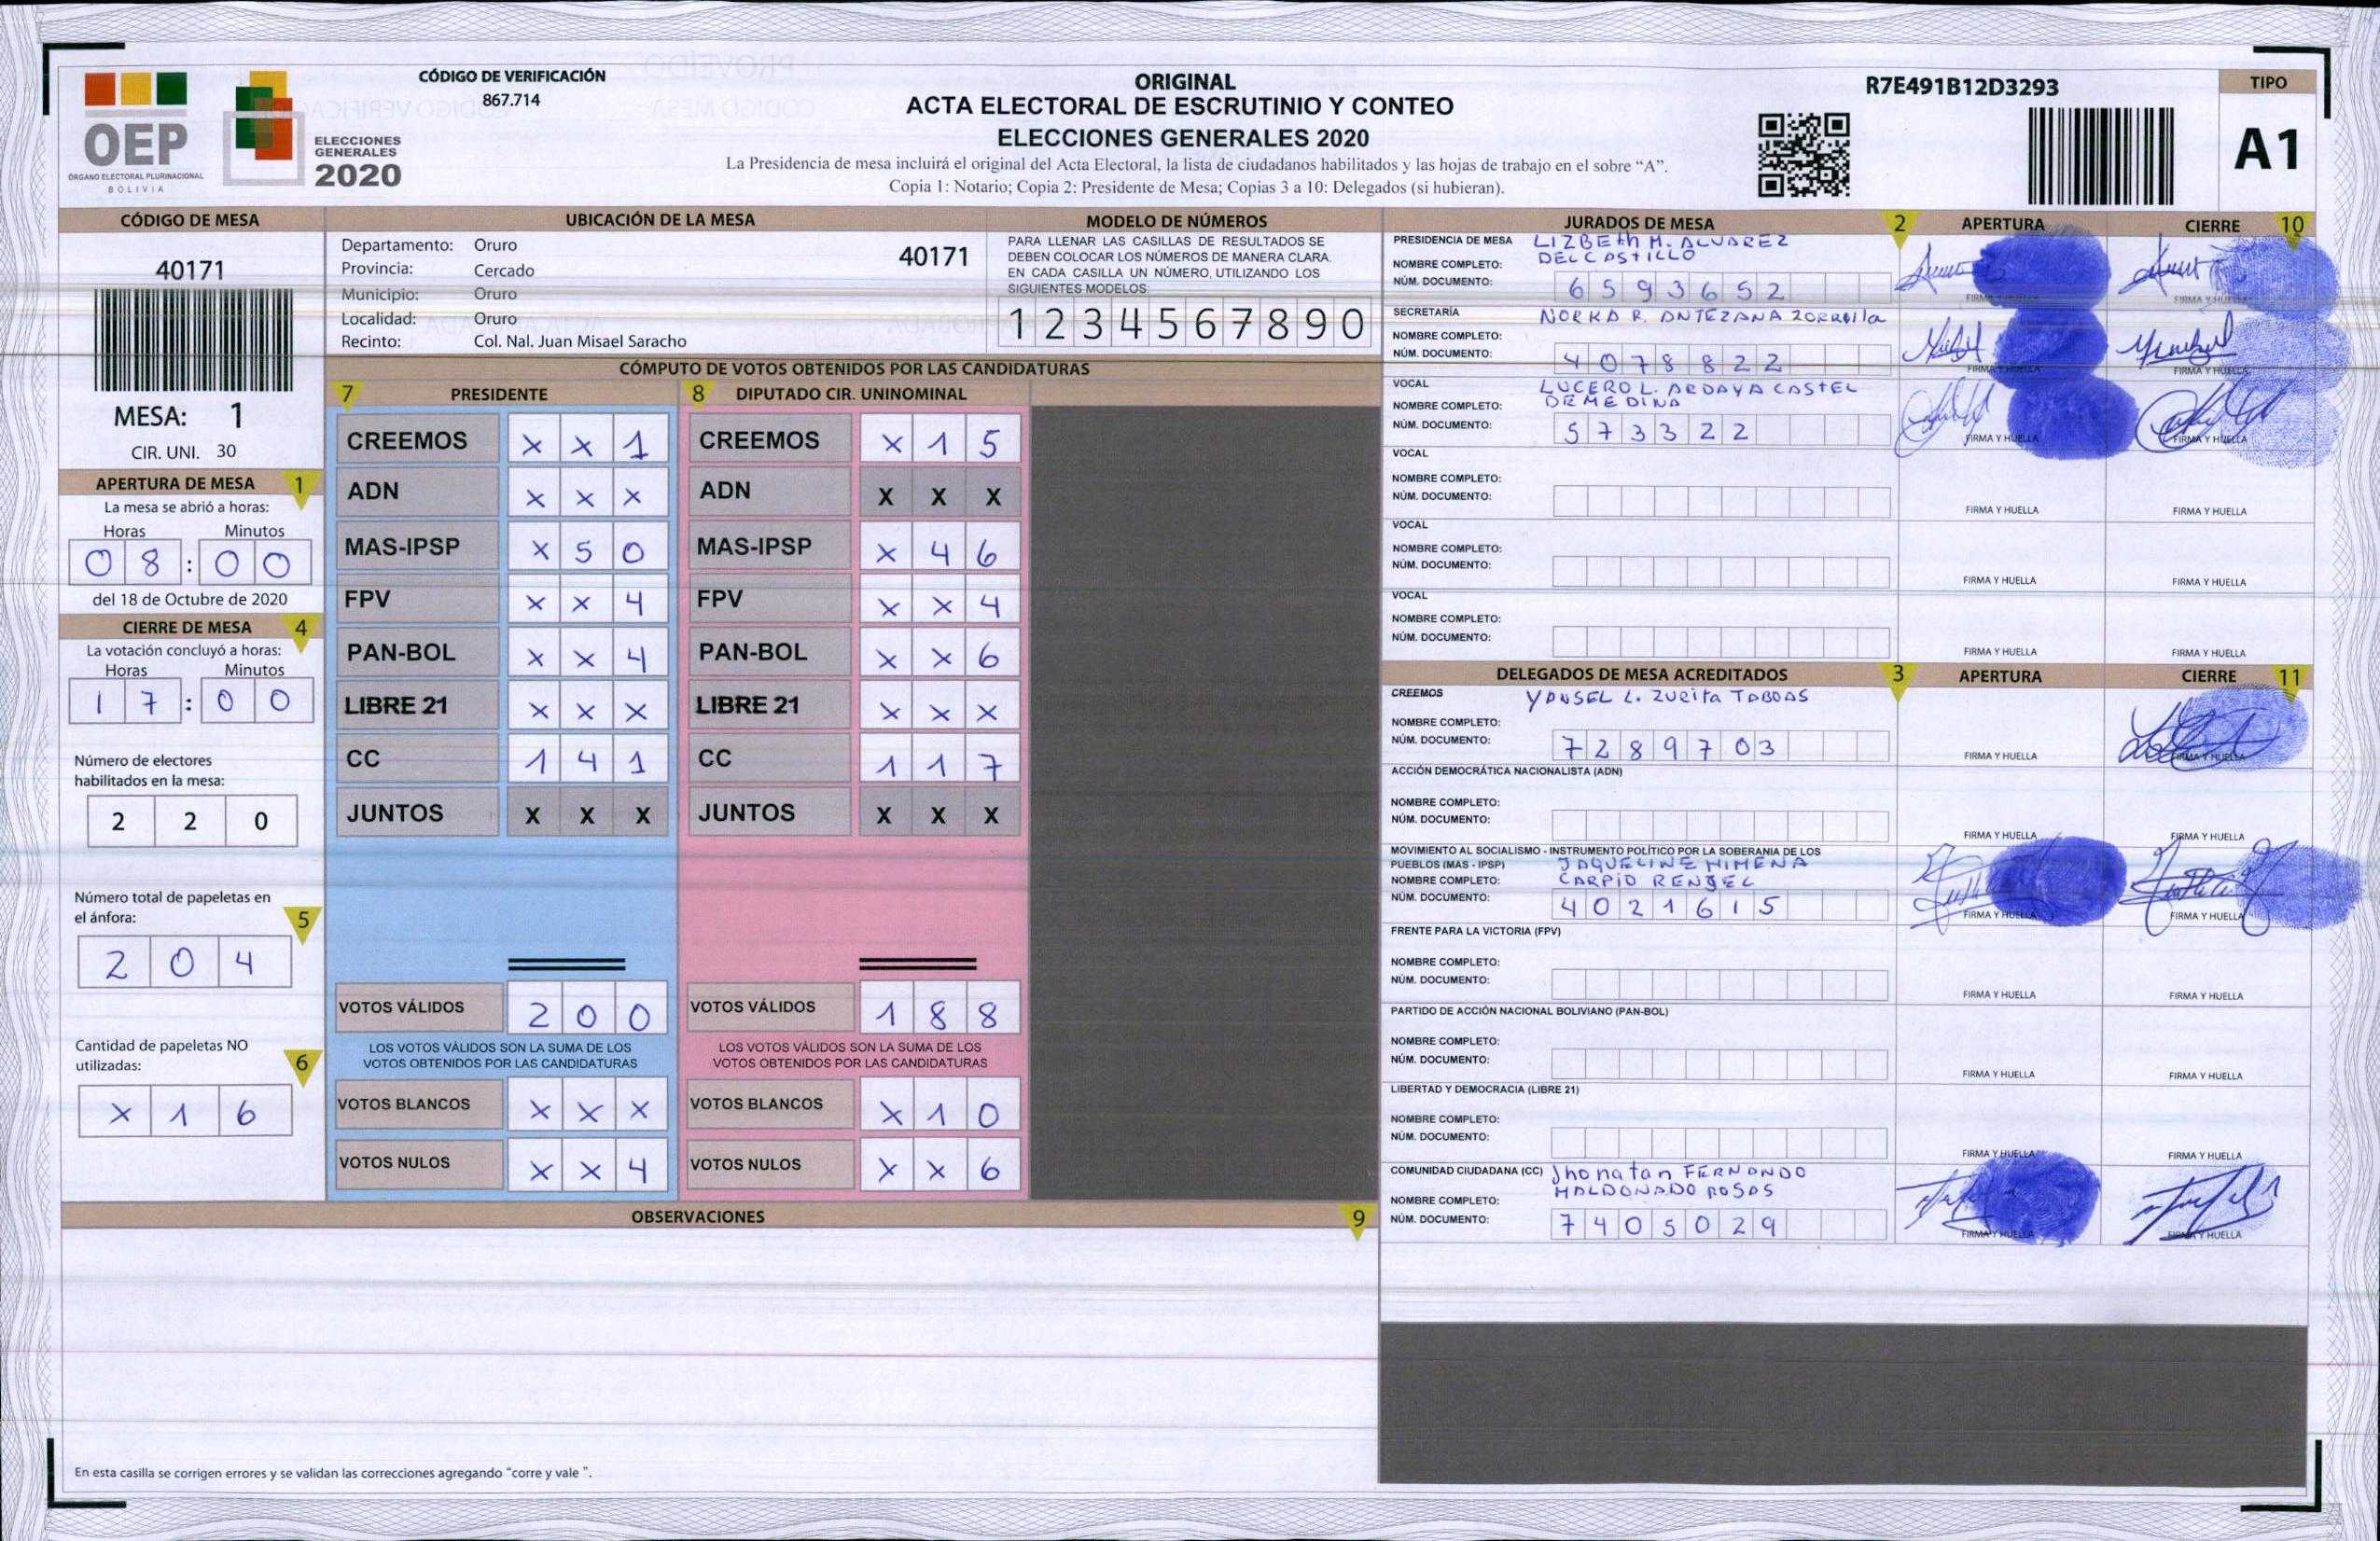 OEP
ÓRGANO ELECTORAL PLURINACIONAL
BOLIVIA
ELECCIONES
GENERALES
2020
CÓDIGO DE VERIFICACIÓN
867.714
ORIGINAL
ACTA ELECTORAL DE ESCRUTINIO Y CONTEO
ELECCIONES GENERALES 2020
La Presidencia de mesa incluirá el original del Acta Electoral, la lista de ciudadanos habilitados y las hojas de trabajo en el sobre “A”.
Copia 1: Notario; Copia 2: Presidente de Mesa; Copias 3 a 10: Delegados (si hubieran).
R7E491B12D3293
TIPO
A1
CÓDIGO DE MESA
40171
MESA: 1
CIR. UNI. 30
APERTURA DE MESA 1
La mesa se abrió a horas:
Horas Minutos
0 8 : 0 0
del 18 de Octubre de 2020
CIERRE DE MESA 4
La votación concluyó a horas:
Horas Minutos
1 7 : 0 0
Número de electores
habilitados en la mesa:
2 2 0
Número total de papeletas en
el ánfora: 5
2 0 4
Cantidad de papeletas NO
utilizadas: 6
X 1 6
UBICACIÓN DE LA MESA
Departamento: Oruro
40171
Provincia: Cercado
Municipio: Oruro
Localidad: Oruro
Recinto: Col. Nal. Juan Misael Saracho
MODELO DE NÚMEROS
PARA LLENAR LAS CASILLAS DE RESULTADOS SE
DEBEN COLOCAR LOS NÚMEROS DE MANERA CLARA.
EN CADA CASILLA UN NÚMERO, UTILIZANDO LOS
SIGUIENTES MODELOS:
1 2 3 4 5 6 7 8 9 0
CÓMPUTO DE VOTOS OBTENIDOS POR LAS CANDIDATURAS
7 PRESIDENTE
CREEMOS X X 1
ADN X X X
MAS-IPSP X 5 0
FPV X X 4
PAN-BOL X X 4
LIBRE 21 X X X
CC 1 4 1
JUNTOS X X X
VOTOS VÁLIDOS 2 0 0
LOS VOTOS VÁLIDOS SON LA SUMA DE LOS
VOTOS OBTENIDOS POR LAS CANDIDATURAS
VOTOS BLANCOS X X X
VOTOS NULOS X X 4
8 DIPUTADO CIR. UNINOMINAL
CREEMOS X 1 5
ADN X X X
MAS-IPSP X 4 6
FPV X X 4
PAN-BOL X X 6
LIBRE 21 X X X
CC 1 1 7
JUNTOS X X X
VOTOS VÁLIDOS 1 8 8
LOS VOTOS VÁLIDOS SON LA SUMA DE LOS
VOTOS OBTENIDOS POR LAS CANDIDATURAS
VOTOS BLANCOS X 1 0
VOTOS NULOS X X 6
OBSERVACIONES 9
En esta casilla se corrigen errores y se validan las correcciones agregando “corre y vale ”.
JURADOS DE MESA 2 APERTURA CIERRE 10
PRESIDENCIA DE MESA LIZBEth M. ALVAREZ
NOMBRE COMPLETO: DEL CASTILLO
NÚM. DOCUMENTO: 6 5 9 3 6 5 2
FIRMA Y HUELLA
SECRETARÍA NORKA R. ANTEZANA ZORRilla
NOMBRE COMPLETO:
NÚM. DOCUMENTO: 4 0 7 8 8 2 2
FIRMA Y HUELLA FIRMA Y HUELLA
VOCAL LUCERO L. ARDAYA CASTEL
NOMBRE COMPLETO: DE MEDINA
NÚM. DOCUMENTO: 5 7 3 3 2 2
FIRMA Y HUELLA FIRMA Y HUELLA
VOCAL
NOMBRE COMPLETO:
NÚM. DOCUMENTO:
FIRMA Y HUELLA FIRMA Y HUELLA
VOCAL
NOMBRE COMPLETO:
NÚM. DOCUMENTO:
FIRMA Y HUELLA FIRMA Y HUELLA
VOCAL
NOMBRE COMPLETO:
NÚM. DOCUMENTO:
FIRMA Y HUELLA FIRMA Y HUELLA
DELEGADOS DE MESA ACREDITADOS 3 APERTURA CIERRE 11
CREEMOS YANSEL L. ZURITA TABOAS
NOMBRE COMPLETO:
NÚM. DOCUMENTO: 7 2 8 9 7 0 3
FIRMA Y HUELLA FIRMA Y HUELLA
ACCIÓN DEMOCRÁTICA NACIONALISTA (ADN)
NOMBRE COMPLETO:
NÚM. DOCUMENTO:
FIRMA Y HUELLA FIRMA Y HUELLA
MOVIMIENTO AL SOCIALISMO - INSTRUMENTO POLÍTICO POR LA SOBERANIA DE LOS
PUEBLOS (MAS - IPSP) JAQUELINE HIMENA
NOMBRE COMPLETO: CARPIO RENJEL
NÚM. DOCUMENTO: 4 0 2 1 6 1 5
FIRMA Y HUELLA FIRMA Y HUELLA
FRENTE PARA LA VICTORIA (FPV)
NOMBRE COMPLETO:
NÚM. DOCUMENTO:
FIRMA Y HUELLA FIRMA Y HUELLA
PARTIDO DE ACCIÓN NACIONAL BOLIVIANO (PAN-BOL)
NOMBRE COMPLETO:
NÚM. DOCUMENTO:
FIRMA Y HUELLA FIRMA Y HUELLA
LIBERTAD Y DEMOCRACIA (LIBRE 21)
NOMBRE COMPLETO:
NÚM. DOCUMENTO:
FIRMA Y HUELLA FIRMA Y HUELLA
COMUNIDAD CIUDADANA (CC) Jhonatan FERNANDO
NOMBRE COMPLETO: MALDONADO ROSAS
NÚM. DOCUMENTO: 7 4 0 5 0 2 9
FIRMA Y HUELLA FIRMA Y HUELLA